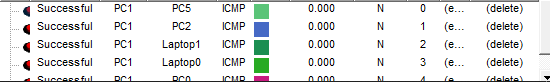 Successful PC1 PC5 ICMP 0.000 N 0 (e... (delete)
Successful PC1 PC2 ICMP 0.000 N 1 (e... (delete)
Successful PC1 Laptop1 ICMP 0.000 N 2 (e... (delete)
Successful PC1 Laptop0 ICMP 0.000 N 3 (e... (delete)
Successful PC1 PC0 ICMP 0.000 N 4 (e... (delete)